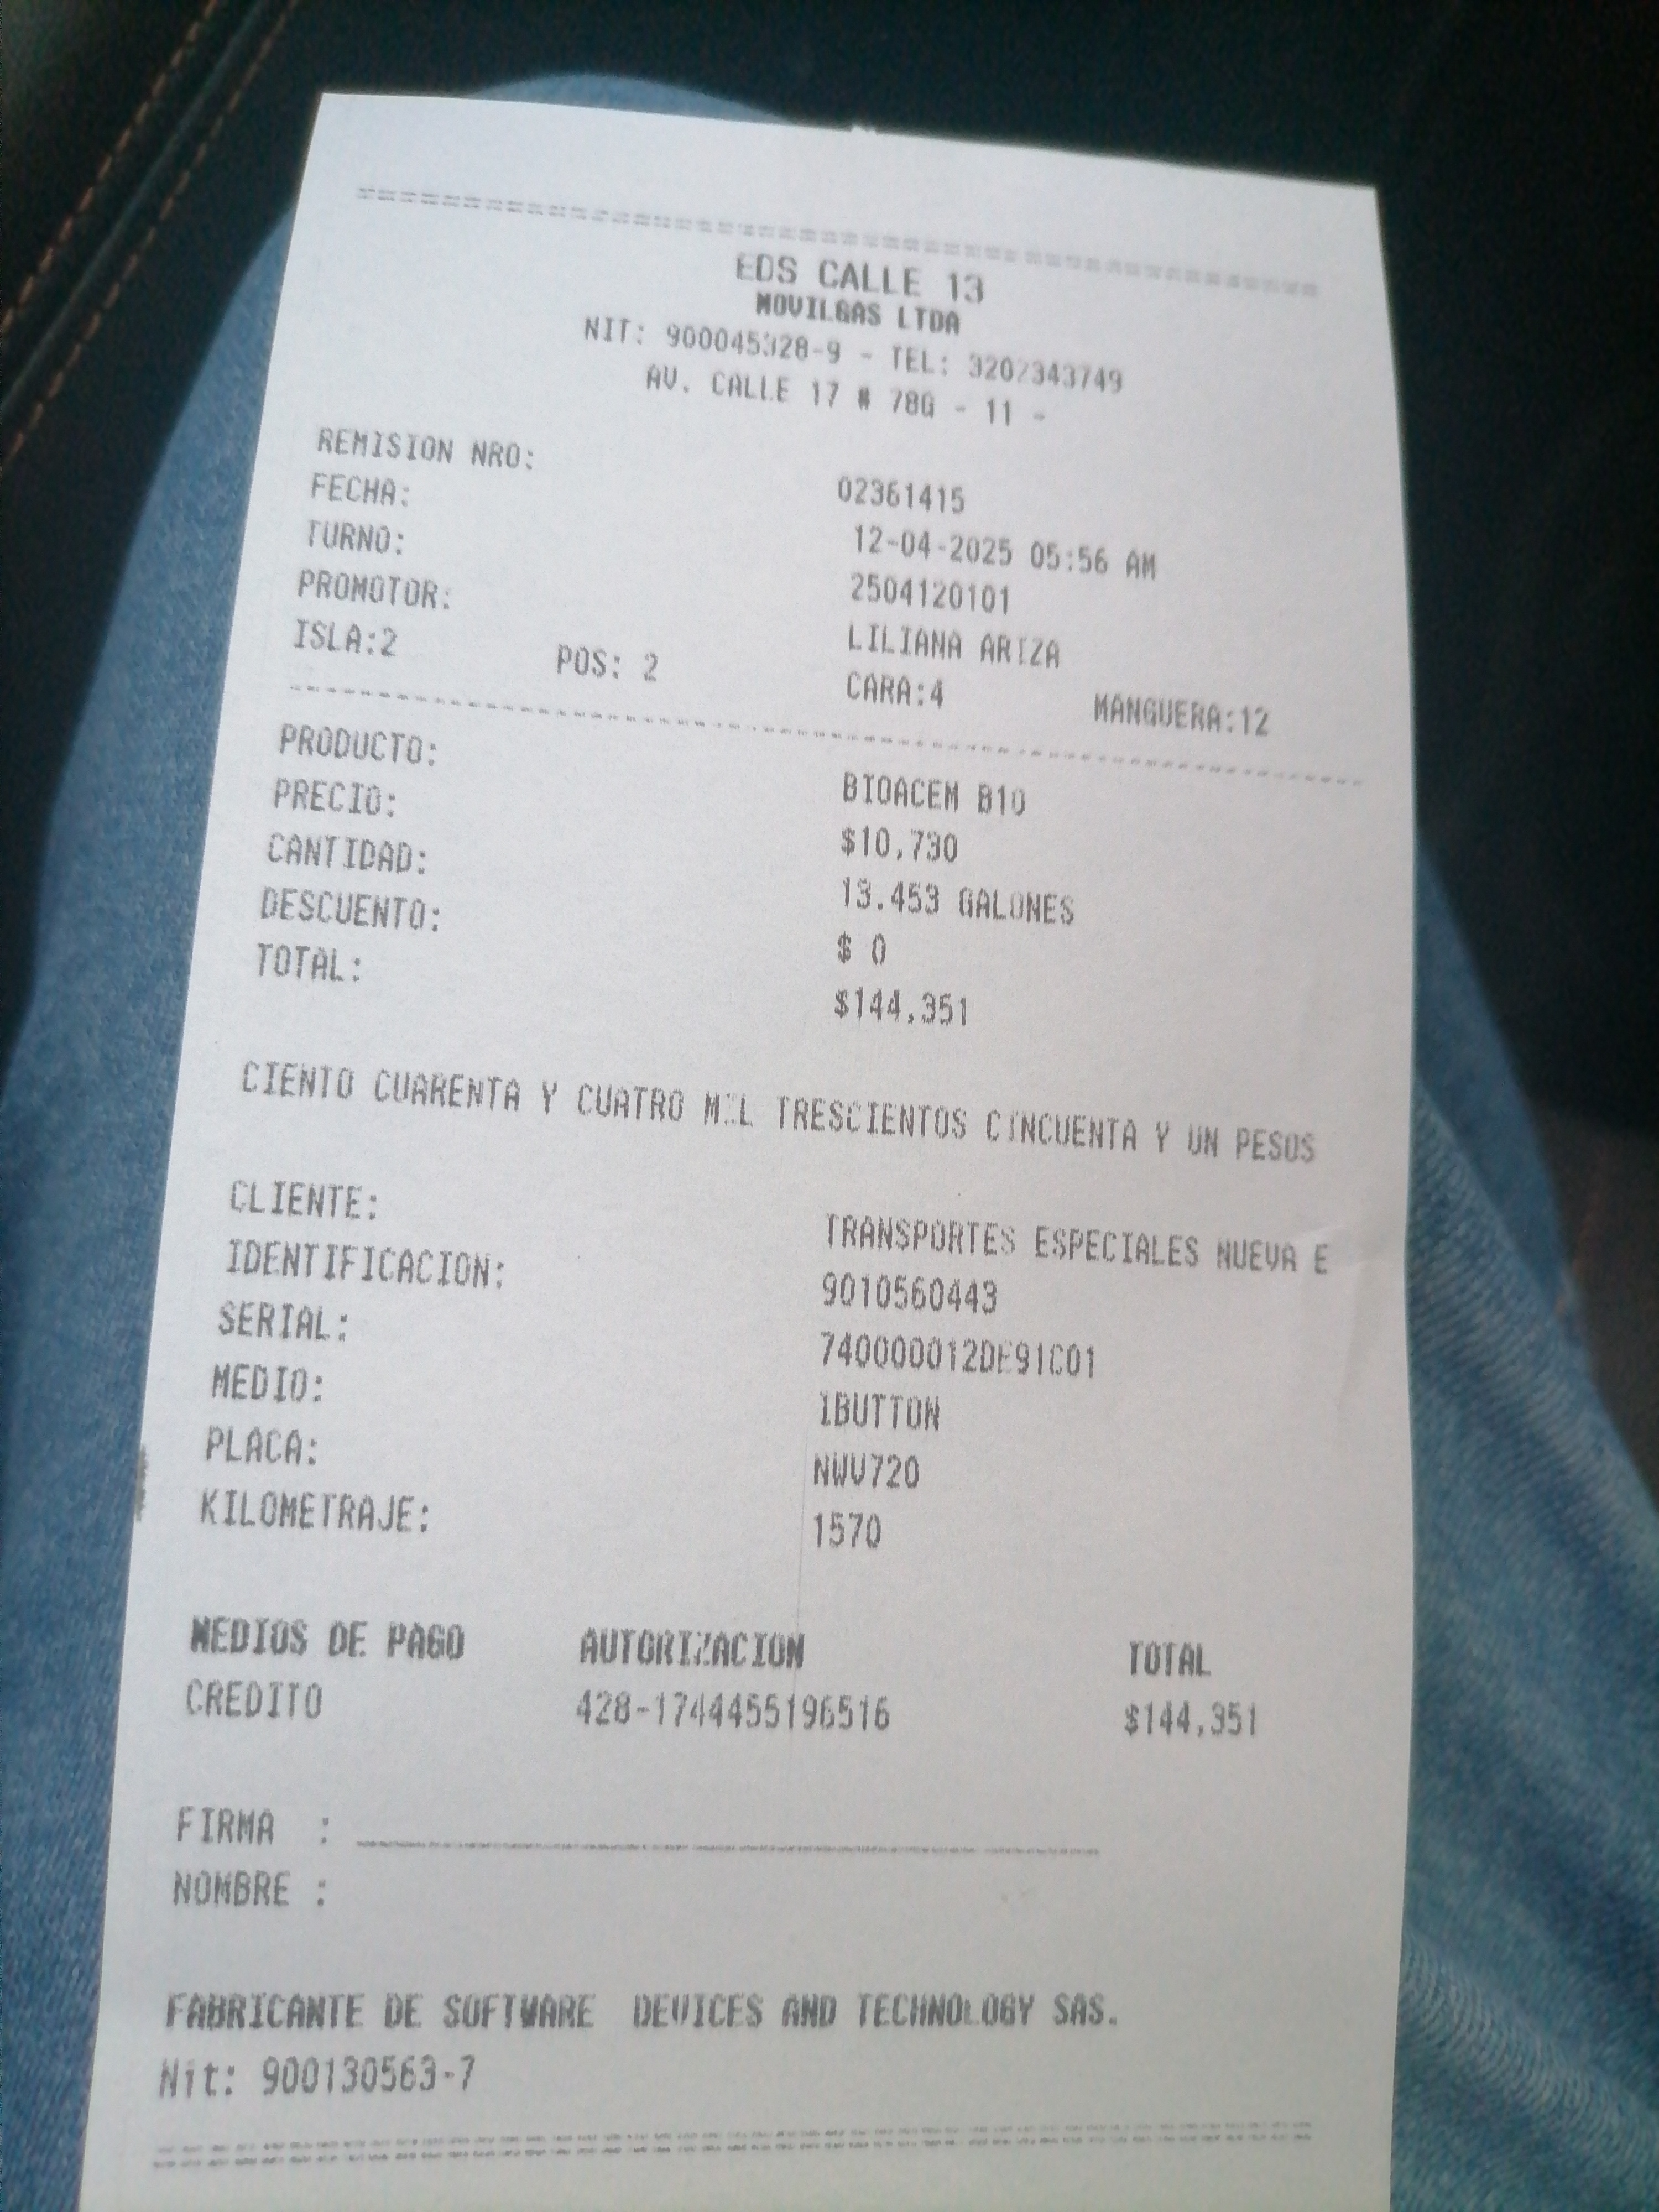 EDS CALLE 13
MOVILGAS LTDA
NIT: 900045328-9 - TEL: 3202343749
AV. CALLE 17 # 78G - 11 -
REMISION NRO: 02361415
FECHA: 12-04-2025 05:56 AM
TURNO: 2504120101
PROMOTOR: LILIANA ARIZA
ISLA:2 POS: 2 CARA:4 MANGUERA:12
PRODUCTO: BIOACEM B10
PRECIO: $10,730
CANTIDAD: 13.453 GALONES
DESCUENTO: $ 0
TOTAL: $144,351
CIENTO CUARENTA Y CUATRO MIL TRESCIENTOS CINCUENTA Y UN PESOS
CLIENTE: TRANSPORTES ESPECIALES NUEVA E
IDENTIFICACION: 9010560443
SERIAL: 740000012DE91C01
MEDIO: IBUTTON
PLACA: NWV720
KILOMETRAJE: 1570
MEDIOS DE PAGO AUTORIZACION TOTAL
CREDITO 428-1744455196516 $144,351
FIRMA :
NOMBRE :
FABRICANTE DE SOFTWARE DEVICES AND TECHNOLOGY SAS.
Nit: 900130563-7